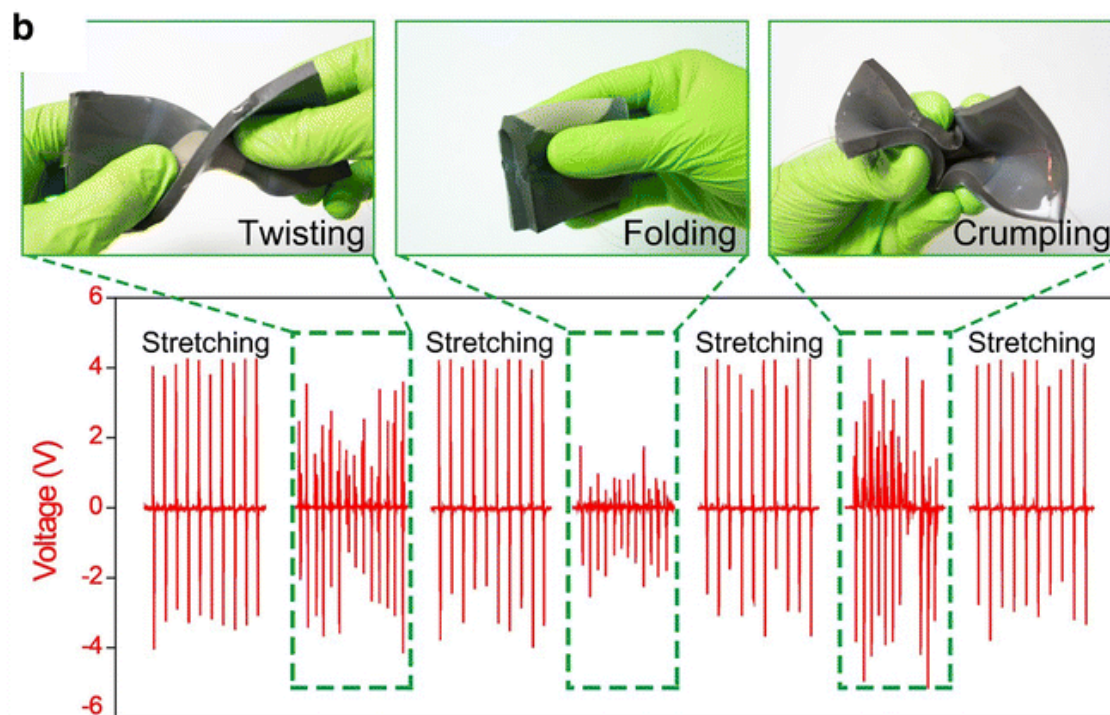 b
Twisting
Folding
Crumpling
6
Stretching
Stretching
Stretching
Stretching
4
2
0
-2
-4
-6
Voltage (V)